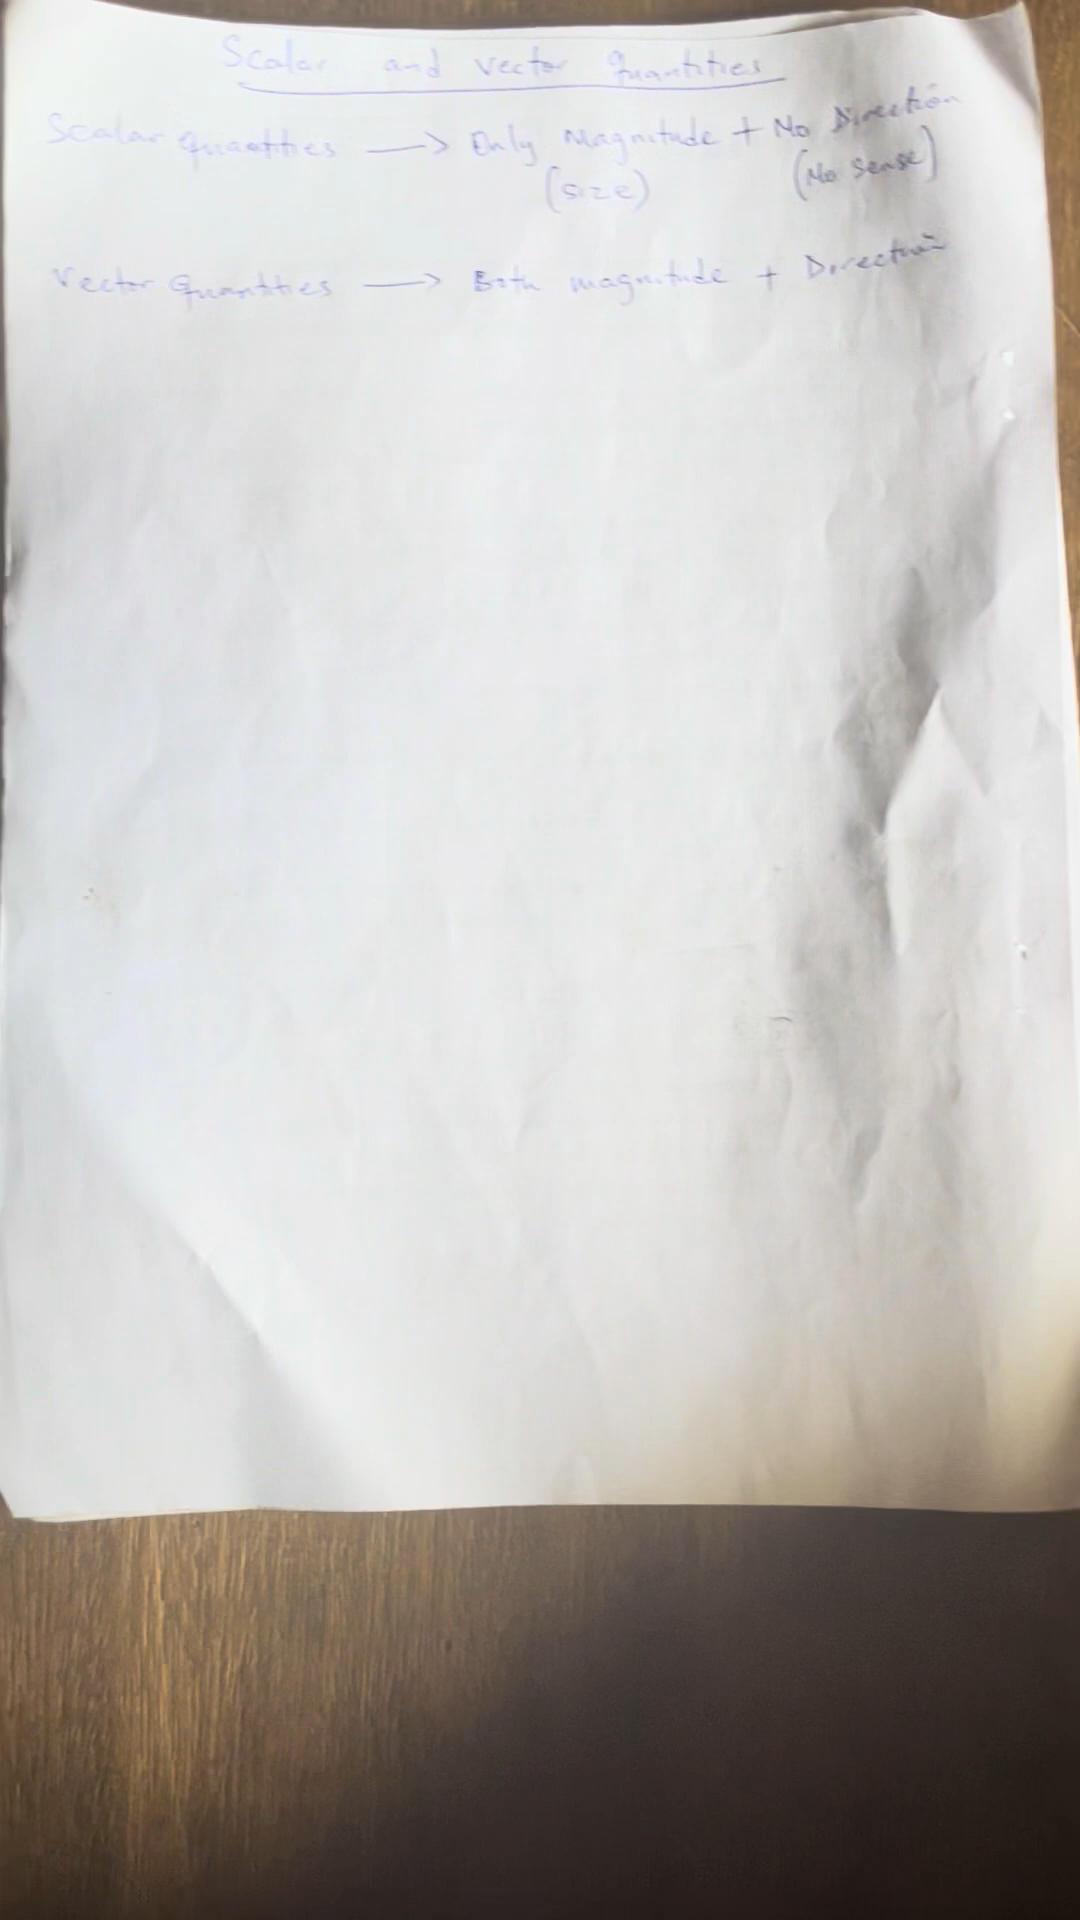 Scalar and vector quantities
Scalar quantities → Only Magnitude + No Direction
(size) (No sense)
Vector Quantities → Both magnitude + Direction